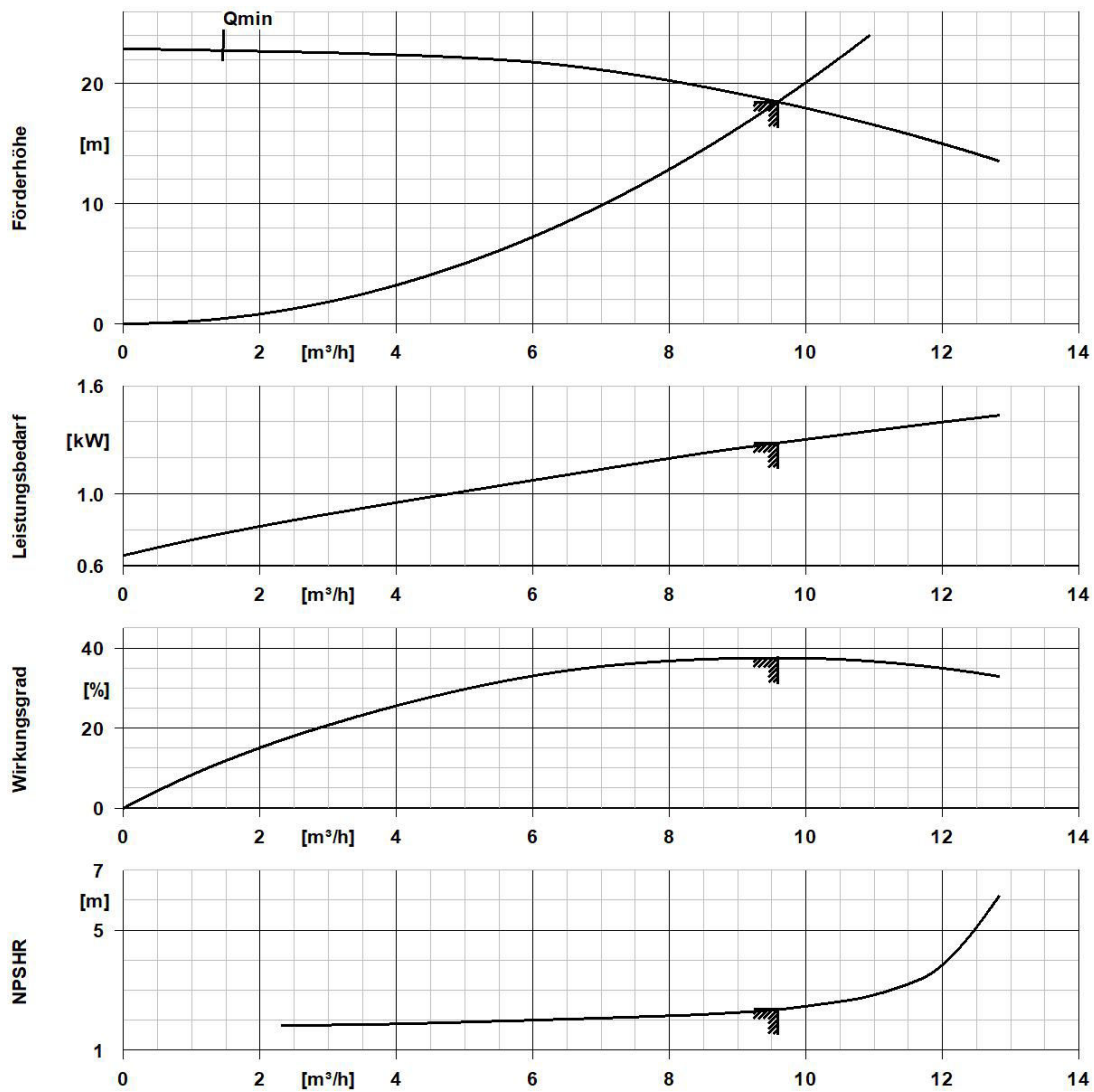 Qmin
20
[m]
Förderhöhe
10
0
0 2 [m³/h] 4 6 8 10 12 14
1.6
[kW]
Leistungsbedarf
1.0
0.6
0 2 [m³/h] 4 6 8 10 12 14
40
[%]
Wirkungsgrad
20
0
0 2 [m³/h] 4 6 8 10 12 14
7
[m]
5
NPSHR
1
0 2 [m³/h] 4 6 8 10 12 14